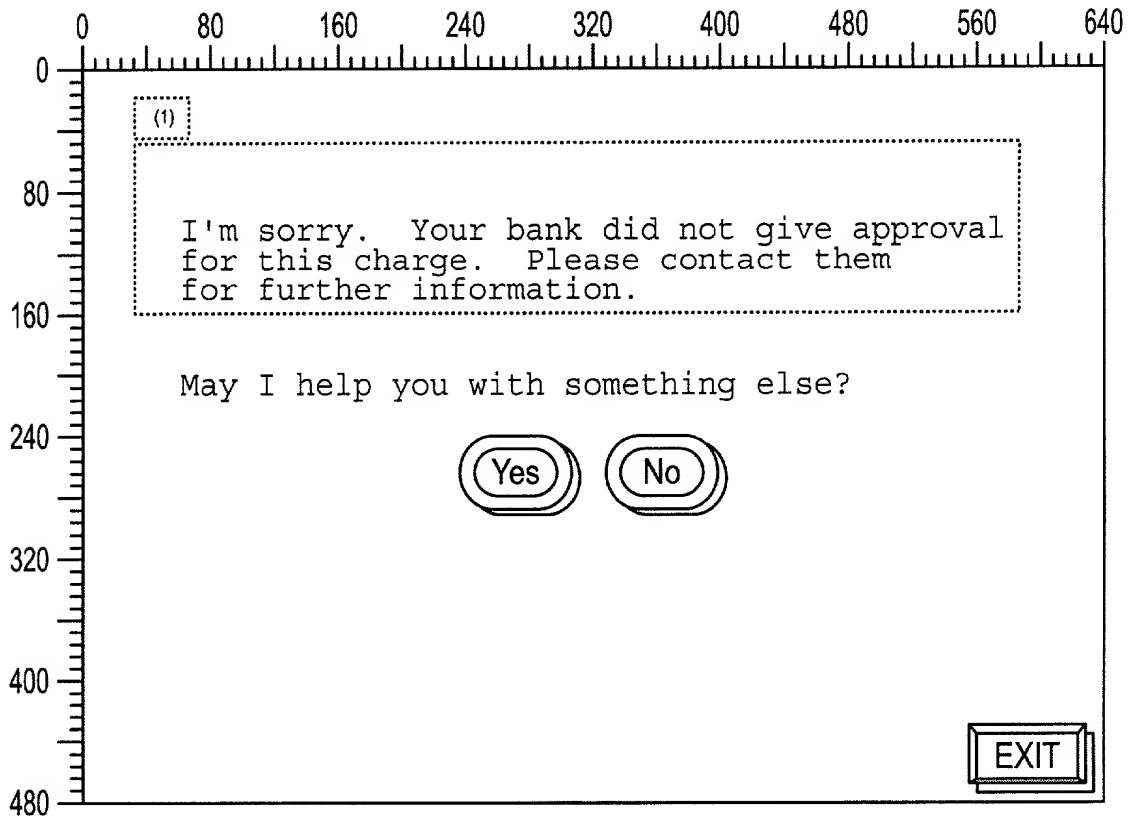 0 80 160 240 320 400 480 560 640
0
(1)
80
I'm sorry.  Your bank did not give approval
for this charge.  Please contact them
for further information.
160
May I help you with something else?
240
Yes No
320
400
EXIT
480